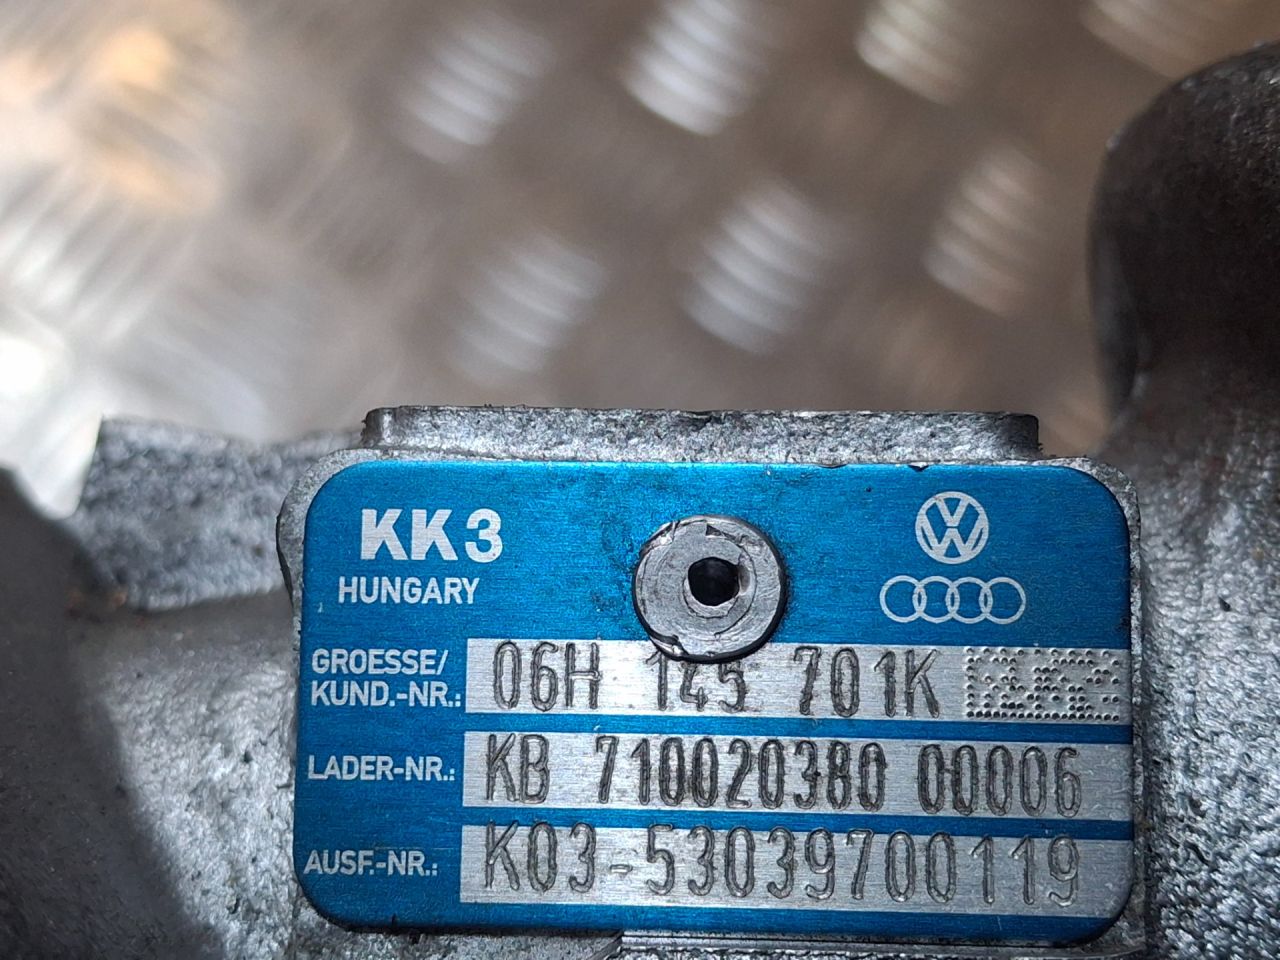 KK3
HUNGARY
GROESSE/
KUND.-NR.: 06H 145 701K
LADER-NR.: KB 710020380 00006
AUSF.-NR.: K03-53039700119